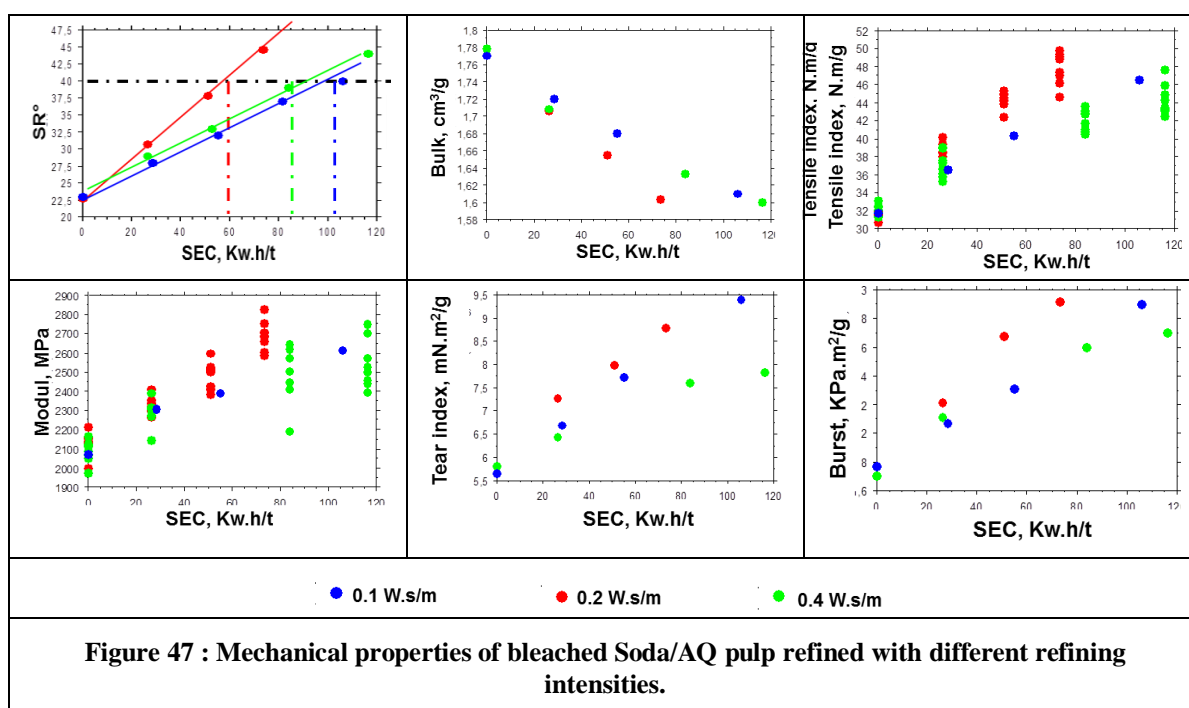 SR°
47,5
45
42,5
40
37,5
35
32,5
30
27,5
25
22,5
20
0 20 40 60 80 100 120
SEC, Kw.h/t
Bulk, cm³/g
1,8
1,78
1,76
1,74
1,72
1,7
1,68
1,66
1,64
1,62
1,6
1,58
0 20 40 60 80 100 120
SEC, Kw.h/t
Tensile index. N.m/g
Tensile index, N.m/g
52
50
48
46
44
42
40
38
36
34
32
30
0 20 40 60 80 100 120
SEC, Kw.h/t
Modul, MPa
2900
2800
2700
2600
2500
2400
2300
2200
2100
2000
1900
0 20 40 60 80 100 120
SEC, Kw.h/t
Tear index, mN.m²/g
9,5
8,5
8
7,5
7
6,5
6
5,5
0 20 40 60 80 100 120
SEC, Kw.h/t
Burst, KPa.m²/g
3
8
6
4
2
2
8
,6
0 20 40 60 80 100 120
SEC, Kw.h/t
0.1 W.s/m 0.2 W.s/m 0.4 W.s/m
Figure 47 : Mechanical properties of bleached Soda/AQ pulp refined with different refining
intensities.